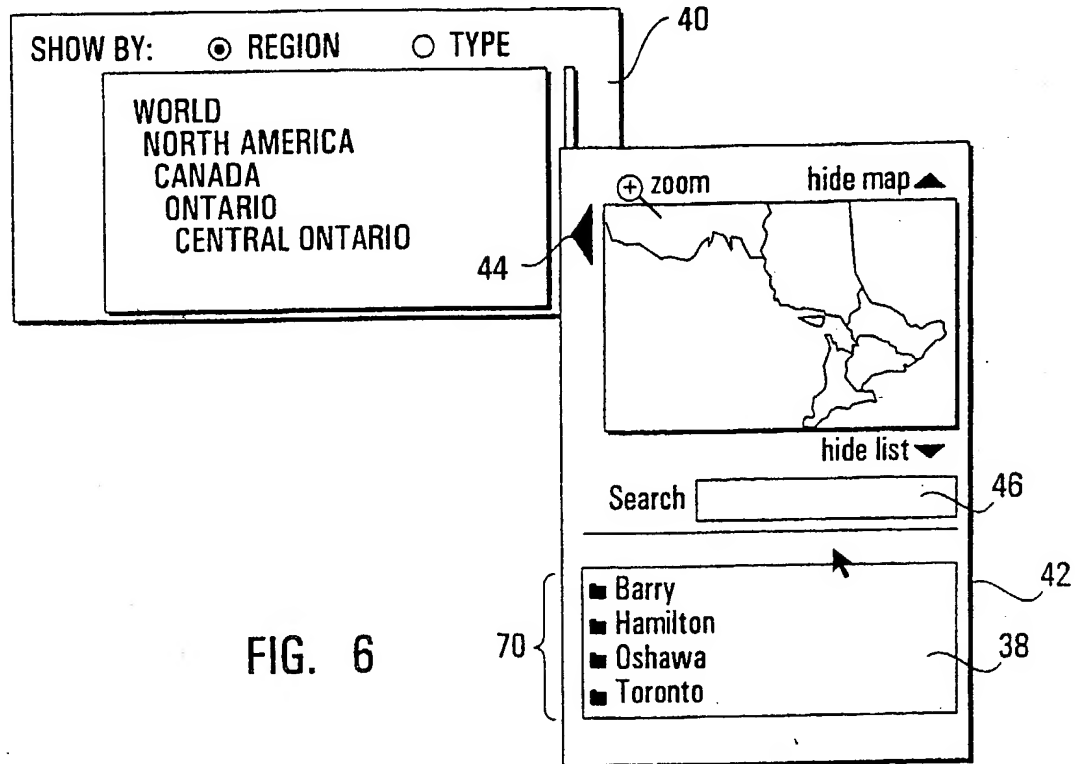 40
SHOW BY: REGION TYPE
WORLD
NORTH AMERICA
CANADA
ONTARIO
CENTRAL ONTARIO
zoom hide map
44
hide list
Search
46
42
Barry
Hamilton
Oshawa
Toronto
70
38
FIG. 6